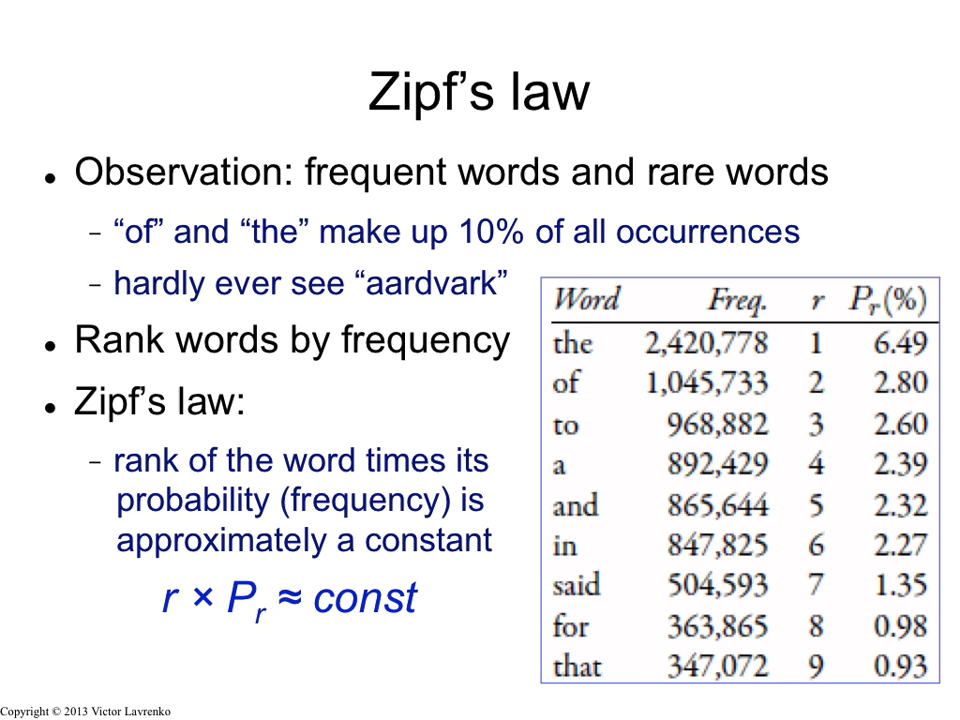 Zipf’s law
● Observation: frequent words and rare words
– “of” and “the” make up 10% of all occurrences
– hardly ever see “aardvark”
● Rank words by frequency
● Zipf’s law:
– rank of the word times its
probability (frequency) is
approximately a constant
r × Pr ≈ const
Word Freq. r Pr(%)
the 2,420,778 1 6.49
of 1,045,733 2 2.80
to 968,882 3 2.60
a 892,429 4 2.39
and 865,644 5 2.32
in 847,825 6 2.27
said 504,593 7 1.35
for 363,865 8 0.98
that 347,072 9 0.93
Copyright © 2013 Victor Lavrenko